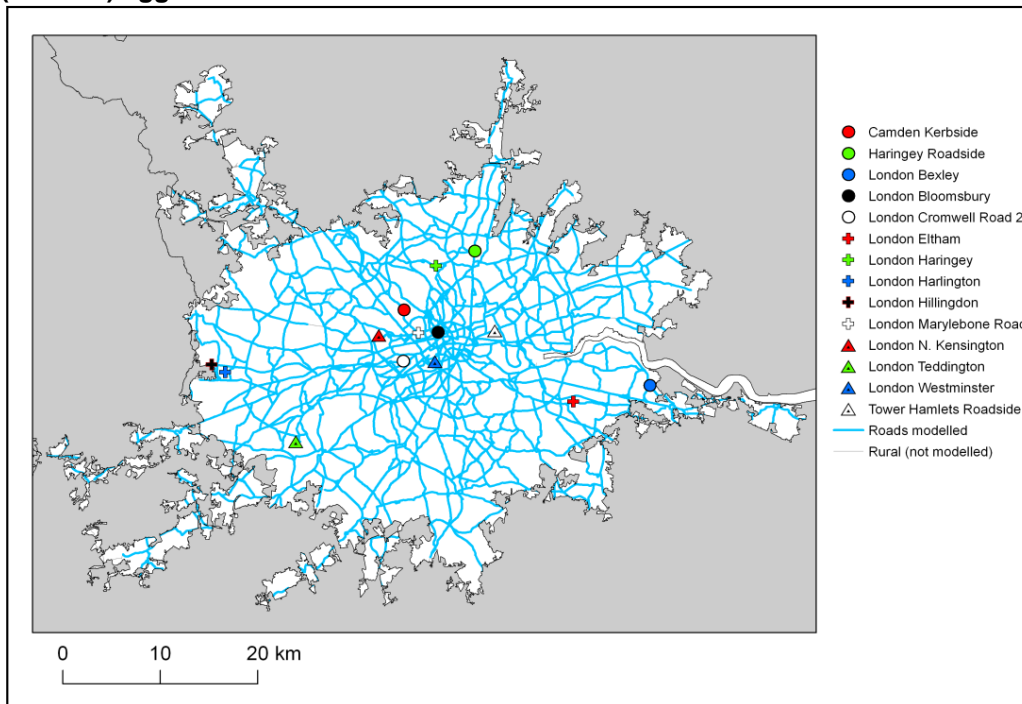 Camden Kerbside
Haringey Roadside
London Bexley
London Bloomsbury
London Cromwell Road 2
London Eltham
London Haringey
London Harlington
London Hillingdon
London Marylebone Road
London N. Kensington
London Teddington
London Westminster
Tower Hamlets Roadside
Roads modelled
Rural (not modelled)
0 10 20 km